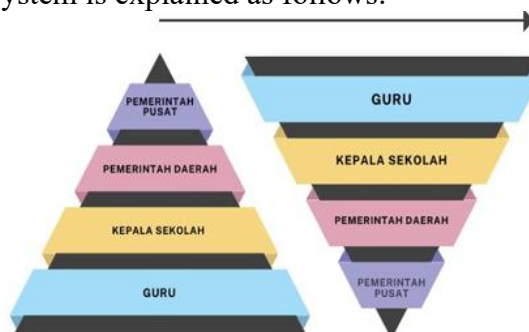 ystem is explained as follows:
PEMERINTAH
PUSAT
PEMERINTAH DAERAH
KEPALA SEKOLAH
GURU
GURU
KEPALA SEKOLAH
PEMERINTAH DAERAH
PEMERINTAH
PUSAT